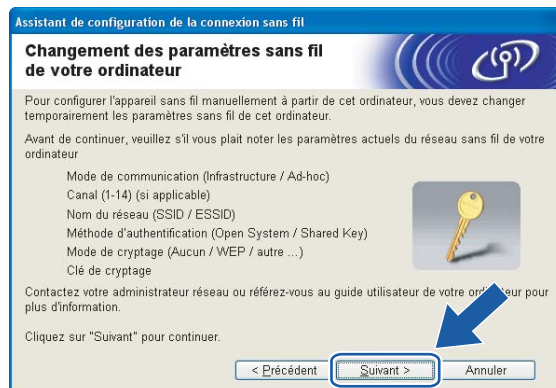 Assistant de configuration de la connexion sans fil
Changement des paramètres sans fil
de votre ordinateur
Pour configurer l'appareil sans fil manuellement à partir de cet ordinateur, vous devez changer
temporairement les paramètres sans fil de cet ordinateur.
Avant de continuer, veuillez s'il vous plait noter les paramètres actuels du réseau sans fil de votre
ordinateur
Mode de communication (Infrastructure / Ad-hoc)
Canal (1-14) (si applicable)
Nom du réseau (SSID / ESSID)
Méthode d'authentification (Open System / Shared Key)
Mode de cryptage (Aucun / WEP / autre ...)
Clé de cryptage
Contactez votre administrateur réseau ou référez-vous au guide utilisateur de votre ordinateur pour
plus d'information.
Cliquez sur "Suivant" pour continuer.
< Précédent Suivant > Annuler